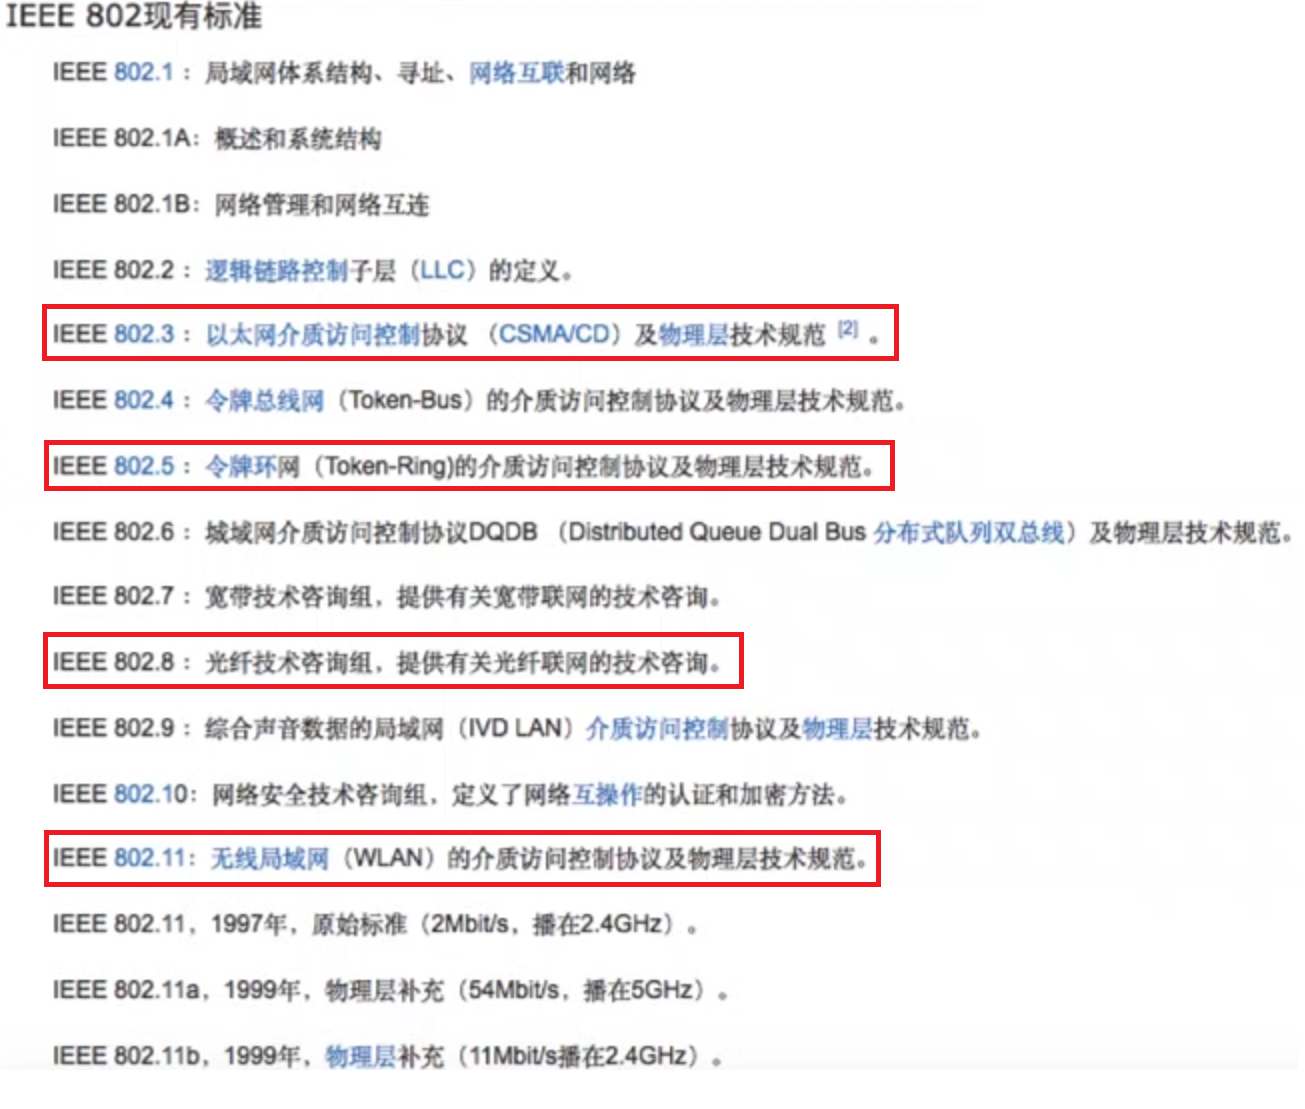 IEEE 802现有标准
IEEE 802.1 ：局域网体系结构、寻址、网络互联和网络
IEEE 802.1A：概述和系统结构
IEEE 802.1B：网络管理和网络互连
IEEE 802.2 ：逻辑链路控制子层（LLC）的定义。
IEEE 802.3 ：以太网介质访问控制协议 （CSMA/CD）及物理层技术规范 [2] 。
IEEE 802.4 ：令牌总线网（Token-Bus）的介质访问控制协议及物理层技术规范。
IEEE 802.5 ：令牌环网（Token-Ring)的介质访问控制协议及物理层技术规范。
IEEE 802.6 ：城域网介质访问控制协议DQDB （Distributed Queue Dual Bus 分布式队列双总线）及物理层技术规范。
IEEE 802.7 ：宽带技术咨询组，提供有关宽带联网的技术咨询。
IEEE 802.8 ：光纤技术咨询组，提供有关光纤联网的技术咨询。
IEEE 802.9 ：综合声音数据的局域网（IVD LAN）介质访问控制协议及物理层技术规范。
IEEE 802.10：网络安全技术咨询组，定义了网络互操作的认证和加密方法。
IEEE 802.11：无线局域网（WLAN）的介质访问控制协议及物理层技术规范。
IEEE 802.11，1997年，原始标准（2Mbit/s，播在2.4GHz）。
IEEE 802.11a，1999年，物理层补充（54Mbit/s，播在5GHz）。
IEEE 802.11b，1999年，物理层补充（11Mbit/s播在2.4GHz）。